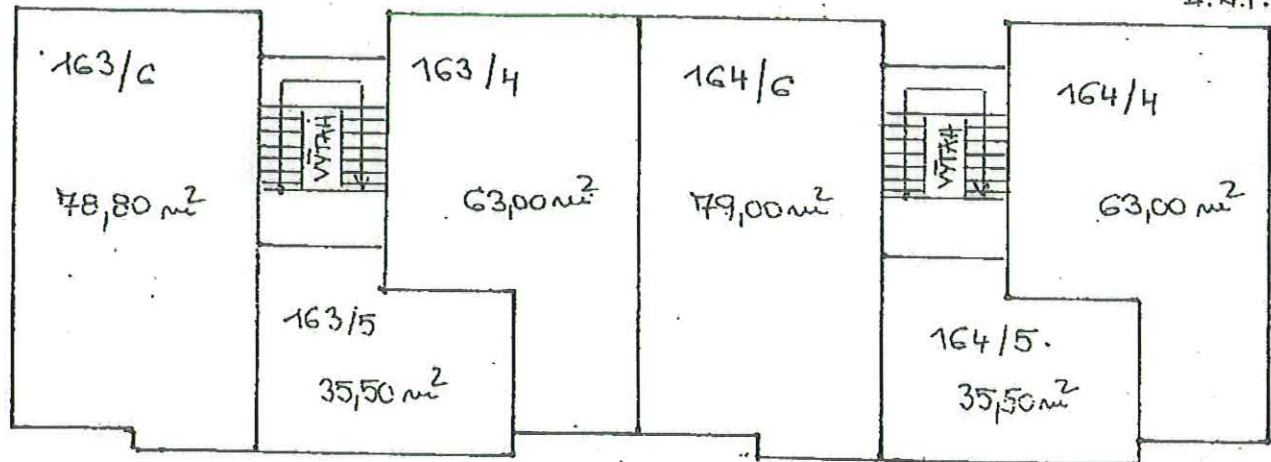 163/6
163/4
164/6
164/4
VÝTAH
VÝTAH
78,80 m²
63,00 m²
79,00 m²
63,00 m²
163/5
164/5.
35,50 m²
35,50 m²